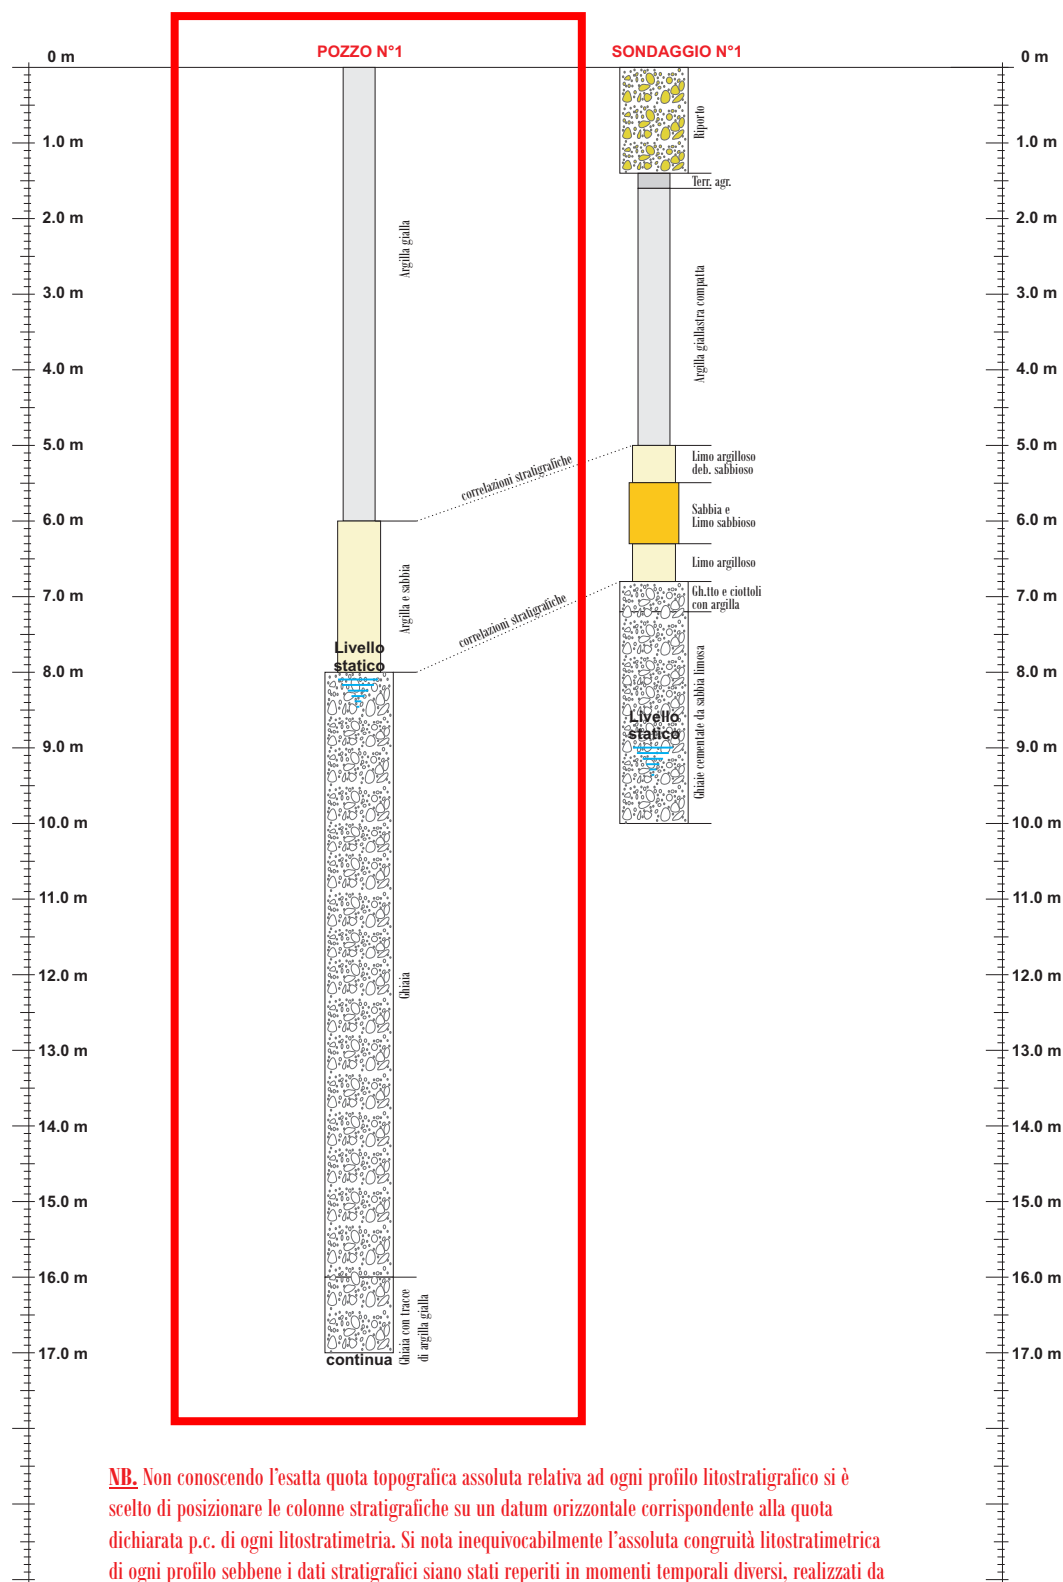 POZZO N°1
SONDAGGIO N°1
0 m
0 m
1.0 m
1.0 m
2.0 m
2.0 m
3.0 m
3.0 m
4.0 m
4.0 m
5.0 m
5.0 m
6.0 m
6.0 m
7.0 m
7.0 m
8.0 m
8.0 m
9.0 m
9.0 m
10.0 m
10.0 m
11.0 m
11.0 m
12.0 m
12.0 m
13.0 m
13.0 m
14.0 m
14.0 m
15.0 m
15.0 m
16.0 m
16.0 m
17.0 m
17.0 m
Argilla gialla
Argilla e sabbia
Livello
statico
Ghiaia
Ghiaia con tracce
di argilla gialla
continua
correlazioni stratigrafiche
correlazioni stratigrafiche
Riporto
Terr. agr.
Argilla giallastra compatta
Limo argilloso
deb. sabbioso
Sabbia e
Limo sabbioso
Limo argilloso
Gh.tto e ciottoli
con argilla
Ghiaie cementate da sabbia limosa
Livello
statico
NB. Non conoscendo l'esatta quota topografica assoluta relativa ad ogni profilo litostratigrafico si è
scelto di posizionare le colonne stratigrafiche su un datum orizzontale corrispondente alla quota
dichiarata p.c. di ogni litostratimetria. Si nota inequivocabilmente l'assoluta congruità litostratimetrica
di ogni profilo sebbene i dati stratigrafici siano stati reperiti in momenti temporali diversi, realizzati da